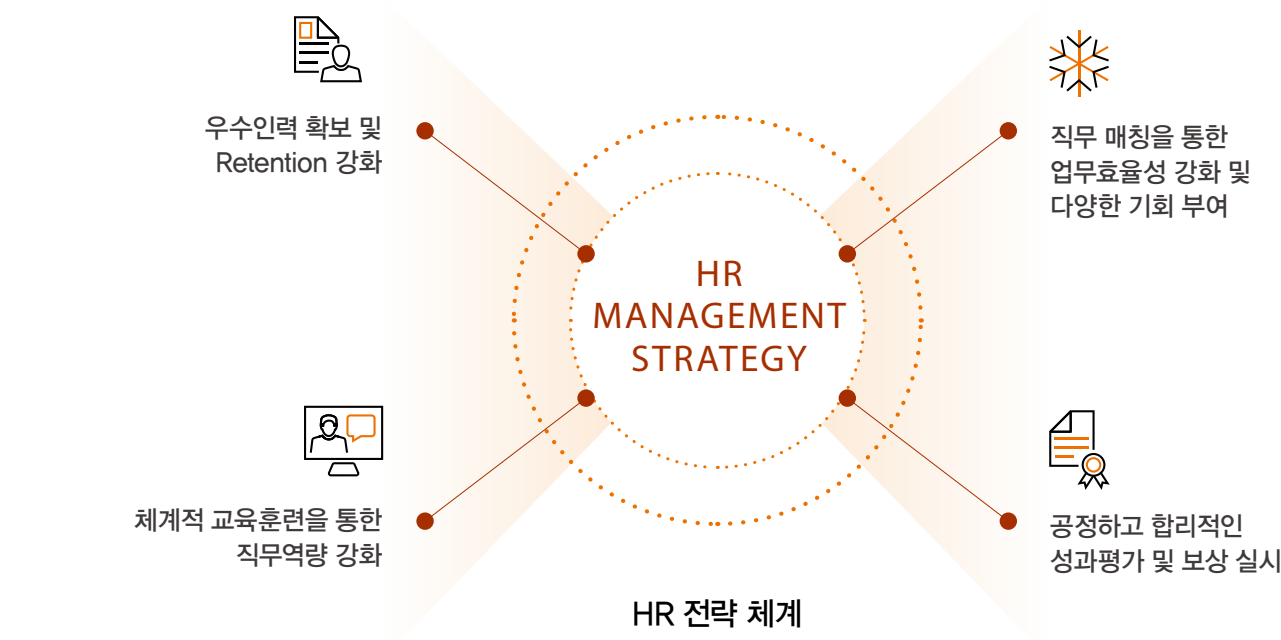 우수인력 확보 및
Retention 강화
직무 매칭을 통한
업무효율성 강화 및
다양한 기회 부여
HR
MANAGEMENT
STRATEGY
체계적 교육훈련을 통한
직무역량 강화
공정하고 합리적인
성과평가 및 보상 실시
HR 전략 체계